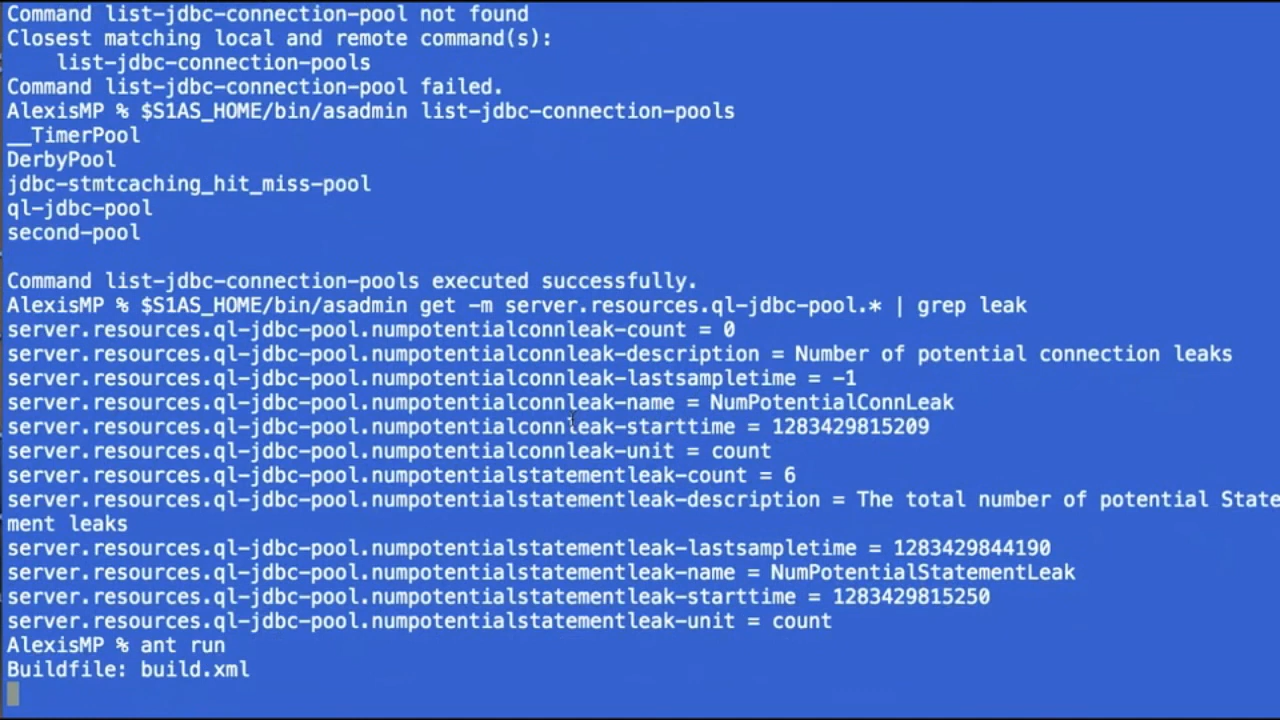 Command list-jdbc-connection-pool not found
Closest matching local and remote command(s):
    list-jdbc-connection-pools
Command list-jdbc-connection-pool failed.
AlexisMP % $S1AS_HOME/bin/asadmin list-jdbc-connection-pools
__TimerPool
DerbyPool
jdbc-stmtcaching_hit_miss-pool
ql-jdbc-pool
second-pool
Command list-jdbc-connection-pools executed successfully.
AlexisMP % $S1AS_HOME/bin/asadmin get -m server.resources.ql-jdbc-pool.* | grep leak
server.resources.ql-jdbc-pool.numpotentialconnleak-count = 0
server.resources.ql-jdbc-pool.numpotentialconnleak-description = Number of potential connection leaks
server.resources.ql-jdbc-pool.numpotentialconnleak-lastsampletime = -1
server.resources.ql-jdbc-pool.numpotentialconnleak-name = NumPotentialConnLeak
server.resources.ql-jdbc-pool.numpotentialconnleak-starttime = 1283429815209
server.resources.ql-jdbc-pool.numpotentialconnleak-unit = count
server.resources.ql-jdbc-pool.numpotentialstatementleak-count = 6
server.resources.ql-jdbc-pool.numpotentialstatementleak-description = The total number of potential State
ment leaks
server.resources.ql-jdbc-pool.numpotentialstatementleak-lastsampletime = 1283429844190
server.resources.ql-jdbc-pool.numpotentialstatementleak-name = NumPotentialStatementLeak
server.resources.ql-jdbc-pool.numpotentialstatementleak-starttime = 1283429815250
server.resources.ql-jdbc-pool.numpotentialstatementleak-unit = count
AlexisMP % ant run
Buildfile: build.xml